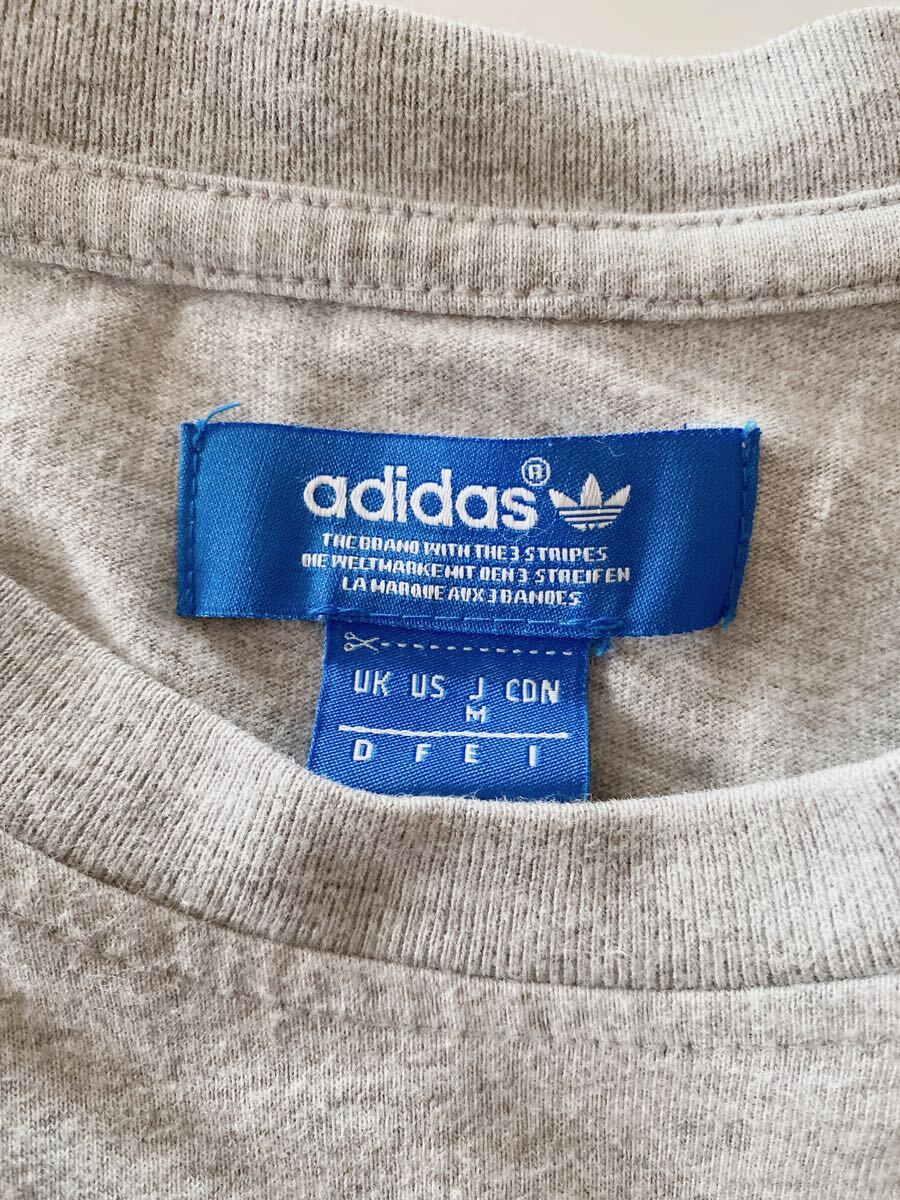 adidas®
THE BRAND WITH THE 3 STRIPES
DIE WELTMARKE MIT DEN 3 STREIFEN
LA MARQUE AUX 3 BANDES
UK US J CDN
M
D F E I